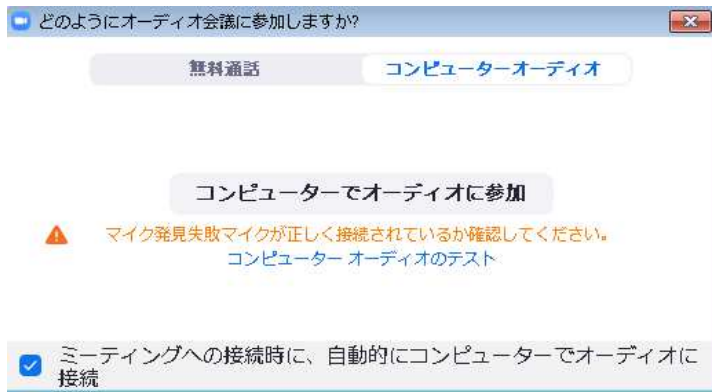 どのようにオーディオ会議に参加しますか?
無料通話 コンピューターオーディオ
コンピューターでオーディオに参加
マイク発見失敗マイクが正しく接続されているか確認してください。
コンピューター オーディオのテスト
ミーティングへの接続時に、自動的にコンピューターでオーディオに
接続